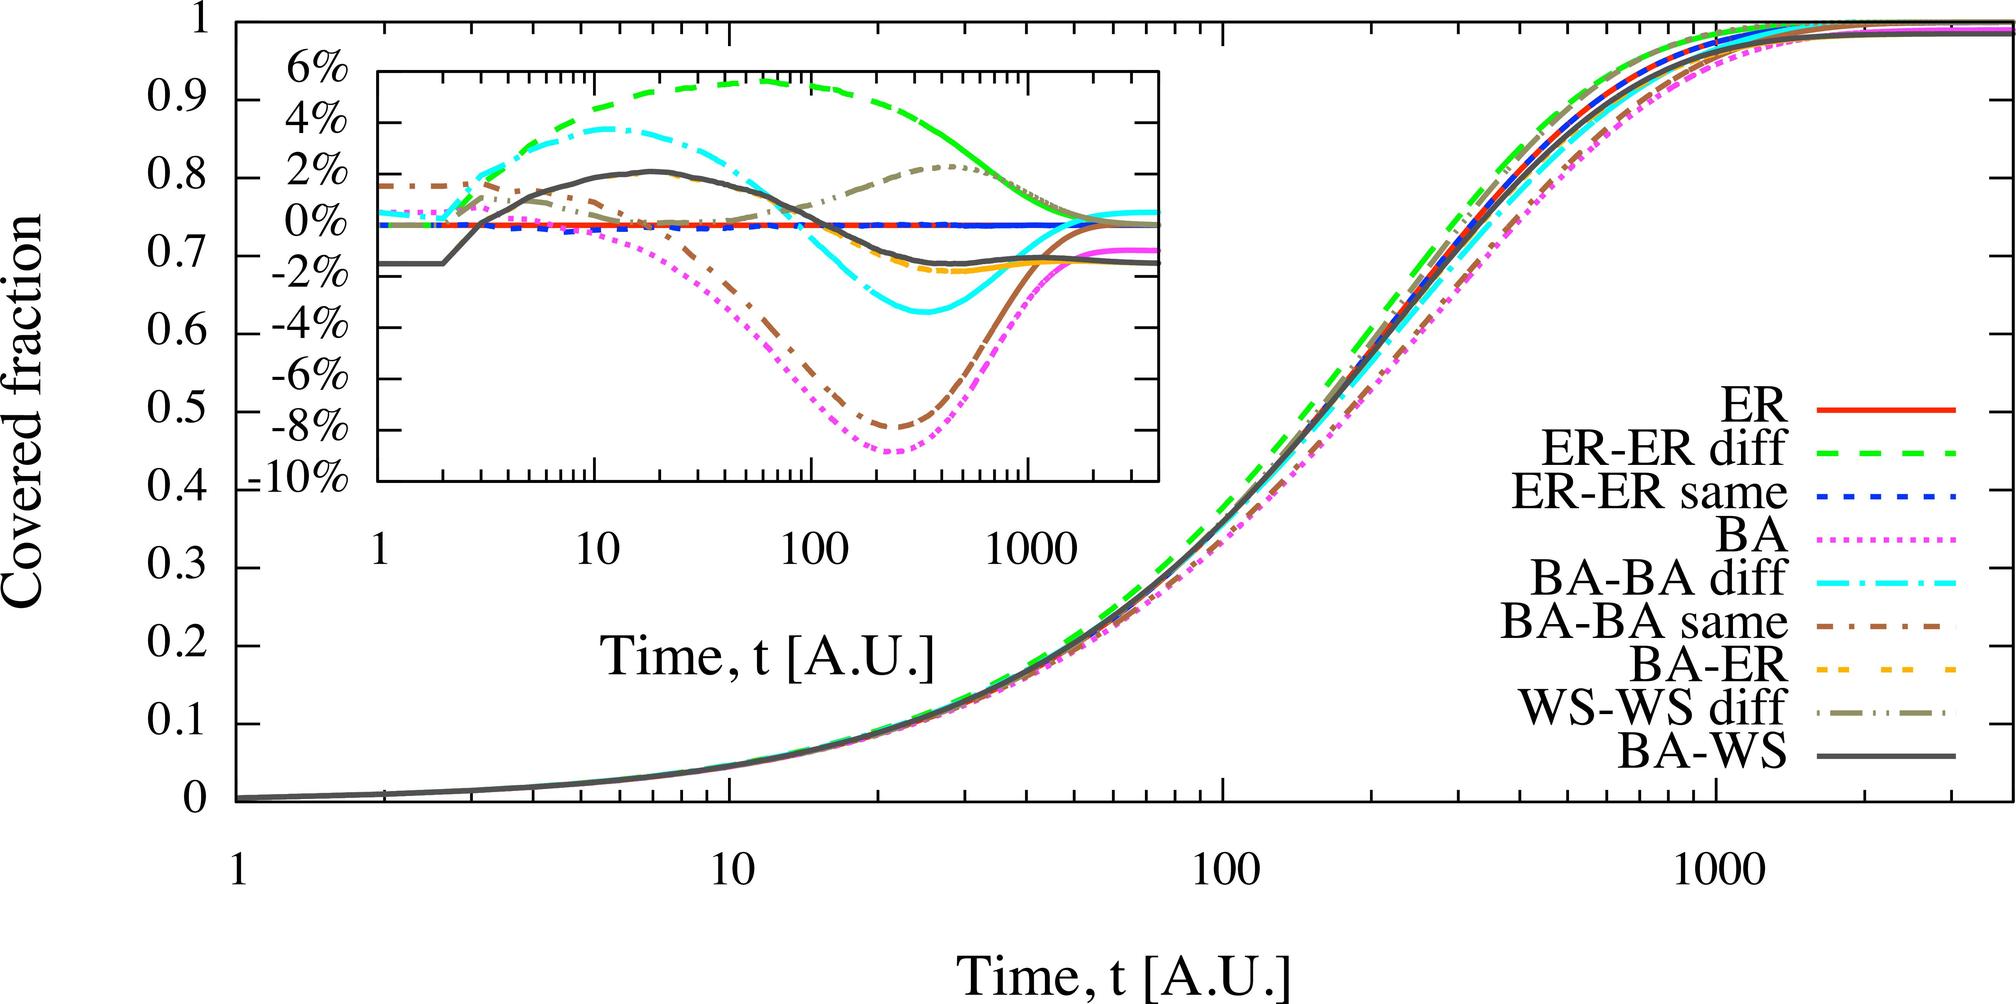 1
0.9
0.8
0.7
0.6
0.5
0.4
0.3
0.2
0.1
0
Covered fraction
6%
4%
2%
0%
-2%
-4%
-6%
-8%
-10%
1 10 100 1000
Time, t [A.U.]
ER
ER-ER diff
ER-ER same
BA
BA-BA diff
BA-BA same
BA-ER
WS-WS diff
BA-WS
1 10 100 1000
Time, t [A.U.]